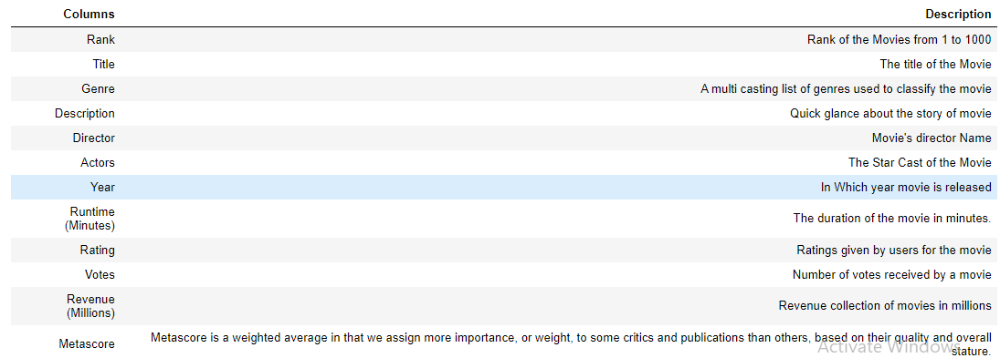 Columns Description
Rank Rank of the Movies from 1 to 1000
Title The title of the Movie
Genre A multi casting list of genres used to classify the movie
Description Quick glance about the story of movie
Director Movie's director Name
Actors The Star Cast of the Movie
Year In Which year movie is released
Runtime
(Minutes) The duration of the movie in minutes.
Rating Ratings given by users for the movie
Votes Number of votes received by a movie
Revenue
(Millions) Revenue collection of movies in millions
Metascore Metascore is a weighted average in that we assign more importance, or weight, to some critics and publications than others, based on their quality and overall
stature.
Activate Windows